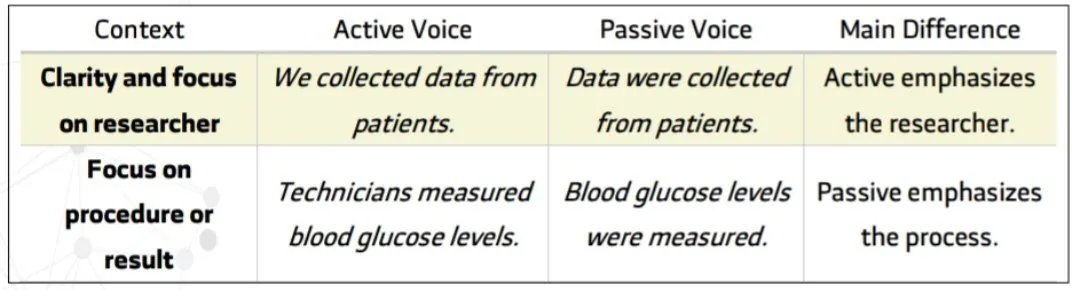 Context Active Voice Passive Voice Main Difference
Clarity and focus
on researcher
We collected data from
patients.
Data were collected
from patients.
Active emphasizes
the researcher.
Focus on
procedure or
result
Technicians measured
blood glucose levels.
Blood glucose levels
were measured.
Passive emphasizes
the process.